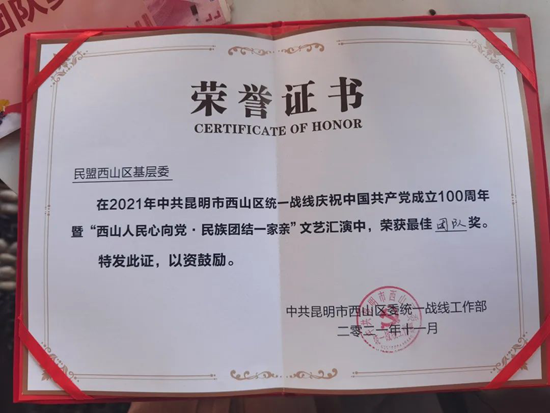 荣誉证书
CERTIFICATE OF HONOR
民盟西山区基层委
在2021年中共昆明市西山区统一战线庆祝中国共产党成立100周年
暨“西山人民心向党·民族团结一家亲”文艺汇演中，荣获最佳团队奖。
特发此证，以资鼓励。
中共昆明市西山区委统一战线工作部
二零二一年十一月